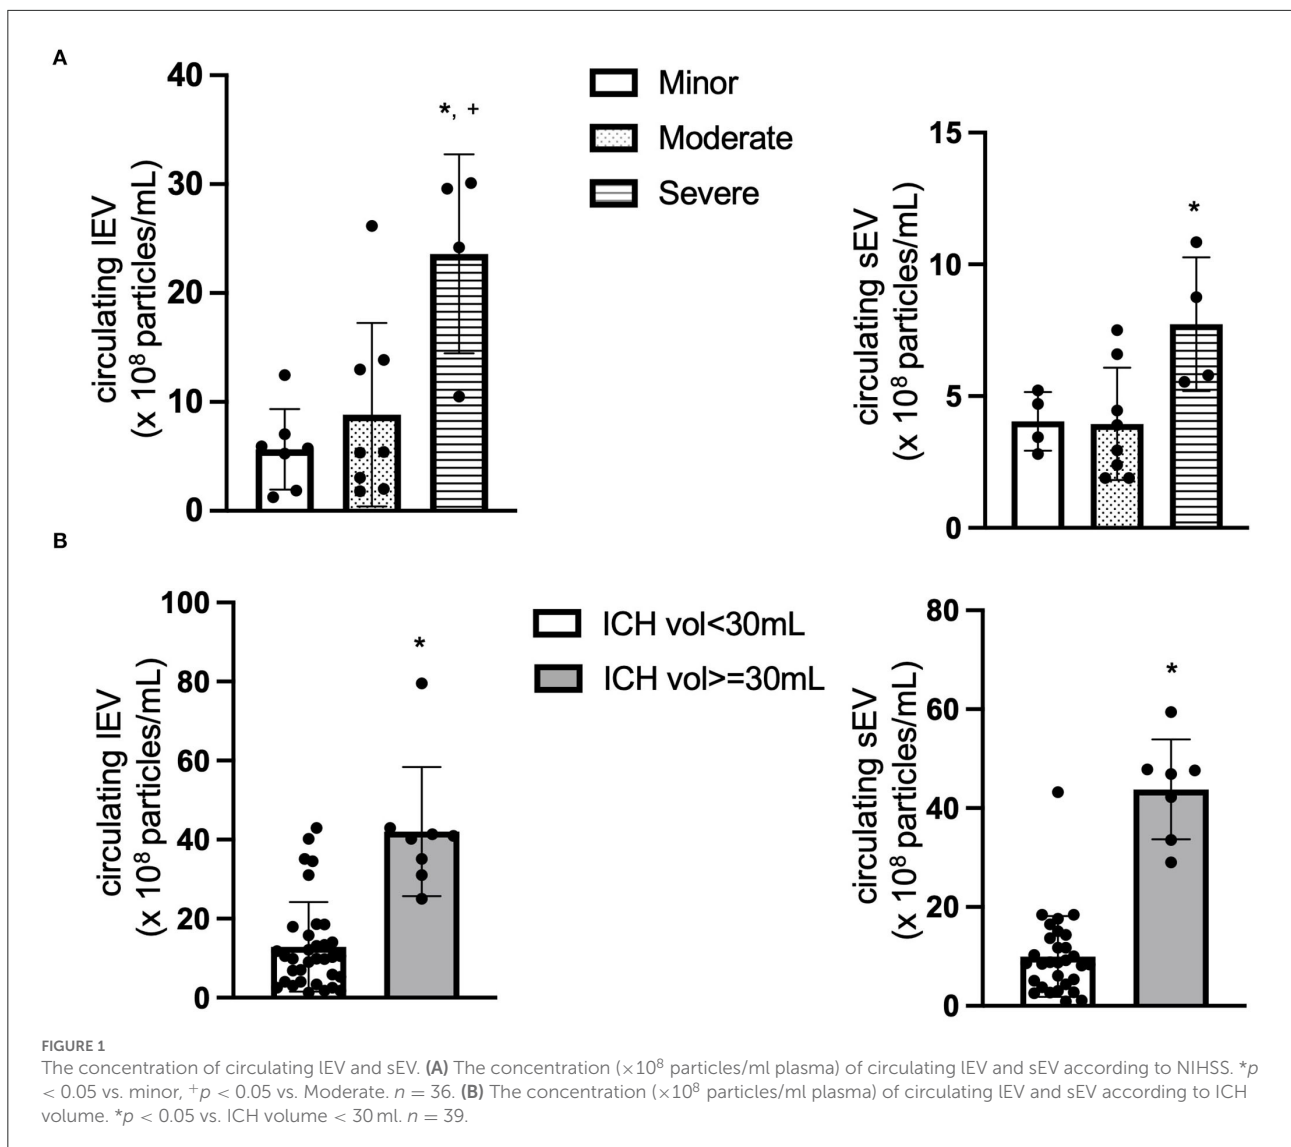 A
40
30
20
10
0
circulating lEV
(x 10⁸ particles/mL)
*, +
Minor
Moderate
Severe
15
10
5
0
circulating sEV
(x 10⁸ particles/mL)
*
B
100
80
60
40
20
0
circulating lEV
(x 10⁸ particles/mL)
*
ICH vol<30mL
ICH vol>=30mL
80
60
40
20
0
circulating sEV
(x 10⁸ particles/mL)
*
FIGURE 1
The concentration of circulating lEV and sEV. (A) The concentration (×10⁸ particles/ml plasma) of circulating lEV and sEV according to NIHSS. *p
< 0.05 vs. minor, ⁺p < 0.05 vs. Moderate. n = 36. (B) The concentration (×10⁸ particles/ml plasma) of circulating lEV and sEV according to ICH
volume. *p < 0.05 vs. ICH volume < 30 ml. n = 39.